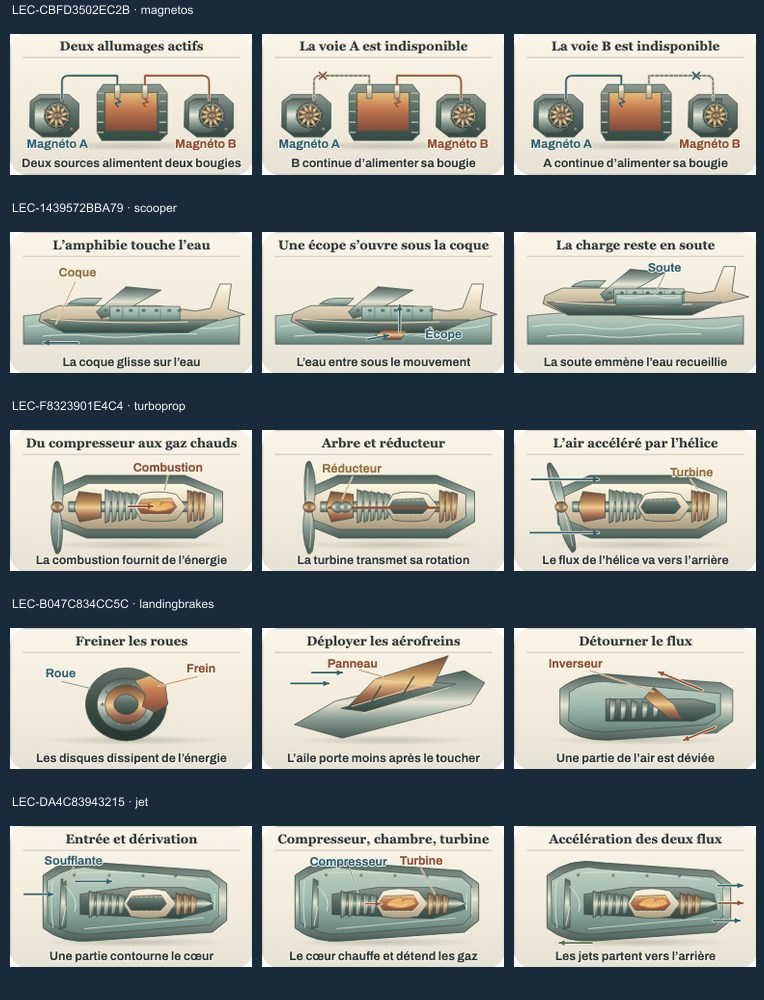 LEC-CBFD3502EC2B · magnetos
Deux allumages actifs
La voie A est indisponible
La voie B est indisponible
Magnéto A
Magnéto B
Magnéto A
Magnéto B
Magnéto A
Magnéto B
Deux sources alimentent deux bougies
B continue d'alimenter sa bougie
A continue d'alimenter sa bougie
LEC-1439572BBA79 · scooper
L'amphibie touche l'eau
Une écope s'ouvre sous la coque
La charge reste en soute
Coque
Écope
Soute
La coque glisse sur l'eau
L'eau entre sous le mouvement
La soute emmène l'eau recueillie
LEC-F8323901E4C4 · turboprop
Du compresseur aux gaz chauds
Arbre et réducteur
L'air accéléré par l'hélice
Combustion
Réducteur
Turbine
La combustion fournit de l'énergie
La turbine transmet sa rotation
Le flux de l'hélice va vers l'arrière
LEC-B047C834CC5C · landingbrakes
Freiner les roues
Déployer les aérofreins
Détourner le flux
Roue
Frein
Panneau
Inverseur
Les disques dissipent de l'énergie
L'aile porte moins après le toucher
Une partie de l'air est déviée
LEC-DA4C83943215 · jet
Entrée et dérivation
Compresseur, chambre, turbine
Accélération des deux flux
Soufflante
Compresseur
Turbine
Une partie contourne le cœur
Le cœur chauffe et détend les gaz
Les jets partent vers l'arrière